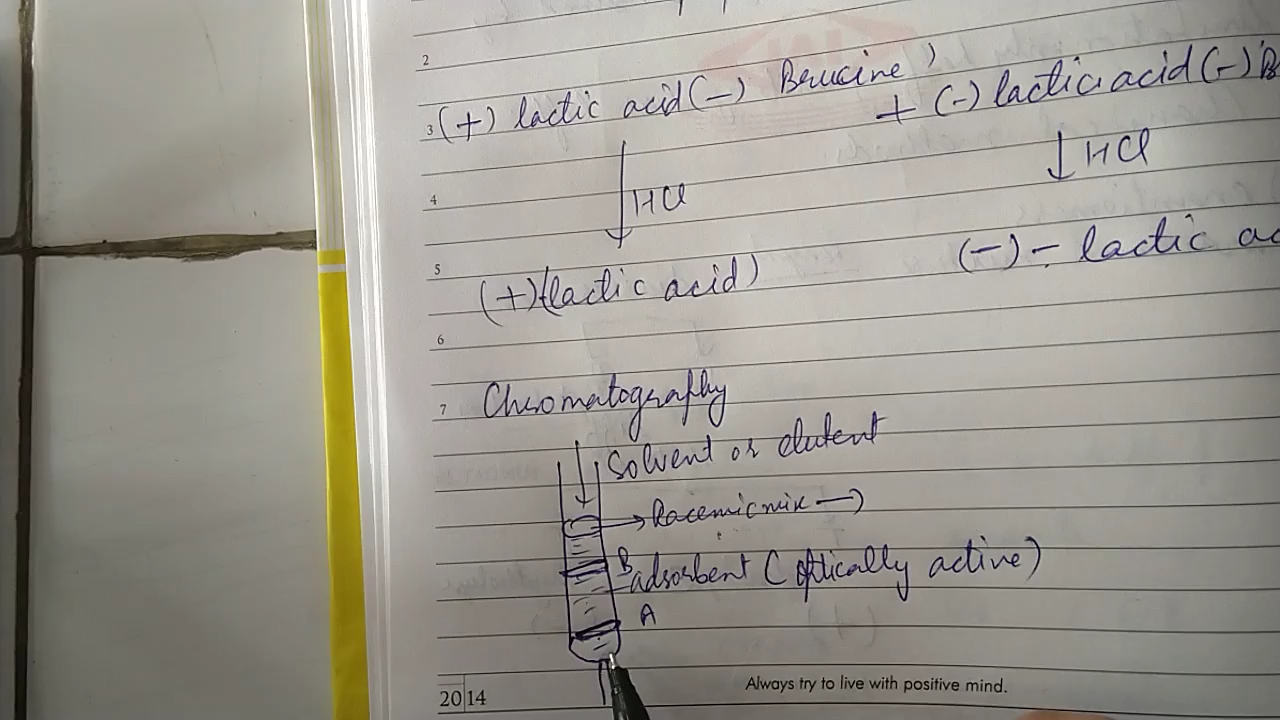 2
3 (+) lactic acid (-) Brucine) + (-) lactic acid (-) B
4 HCl HCl
5 (+) (lactic acid) (-) - lactic ac
6
7 Chromatography
Solvent or elutent
Racemic mix
B
adsorbent (optically active)
A
2014 Always try to live with positive mind.